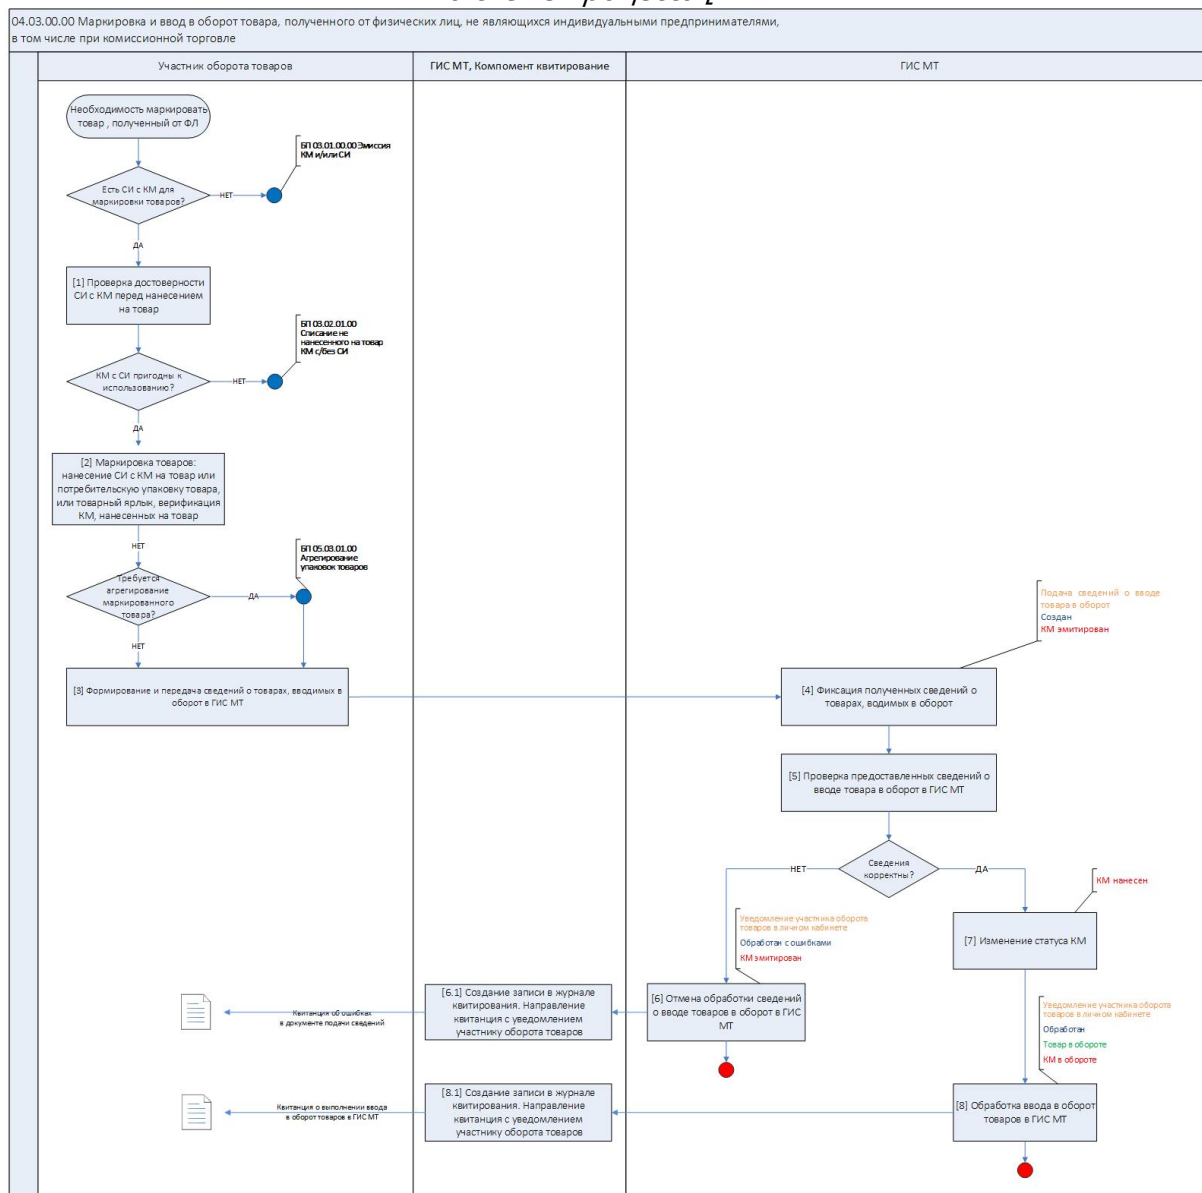 04.03.00.00 Маркировка и ввод в оборот товара, полученного от физических лиц, не являющихся индивидуальными предпринимателями,
в том числе при комиссионной торговле
Участник оборота товаров
ГИС МТ, Компомент квитирование
ГИС МТ
Необходимость маркировать
товар , полученный от ФЛ
БП 03.01.00.00 Эмиссия
КМ и/или СИ
Есть СИ с КМ для
маркировки товаров?
НЕТ
ДА
[1] Проверка достоверности
СИ с КМ перед нанесением
на товар
БП 03.02.01.00
Списание не
нанесенного на товар
КМ с/без СИ
КМ с СИ пригодны к
использованию?
НЕТ
ДА
[2] Маркировка товаров:
нанесение СИ с КМ на товар или
потребительскую упаковку товара,
или товарный ярлык, верификация
КМ, нанесенных на товар
НЕТ
БП 05.03.01.00
Агрегирование
упаковок товаров
Требуется
агрегирование
маркированного
товара?
ДА
НЕТ
Подача сведений о вводе
товара в оборот
Создан
КМ эмитирован
[3] Формирование и передача сведений о товарах, вводимых в
оборот в ГИС МТ
[4] Фиксация полученных сведений о
товарах, водимых в оборот
[5] Проверка предоставленных сведений о
вводе товара в оборот в ГИС МТ
Сведения
корректны?
НЕТ
ДА
КМ нанесен
Уведомление участника оборота
товаров в личном кабинете
Обработан с ошибками
КМ эмитирован
[7] Изменение статуса КМ
[6] Отмена обработки сведений
о вводе товаров в оборот в ГИС
МТ
[6.1] Создание записи в журнале
квитирования. Направление
квитанция с уведомлением
участнику оборота товаров
Квитанция об ошибках
в документе подачи сведений
Уведомление участника оборота
товаров в личном кабинете
Обработан
Товар в обороте
КМ в обороте
[8] Обработка ввода в оборот
товаров в ГИС МТ
[8.1] Создание записи в журнале
квитирования. Направление
квитанция с уведомлением
участнику оборота товаров
Квитанция о выполнении ввода
в оборот товаров в ГИС МТ